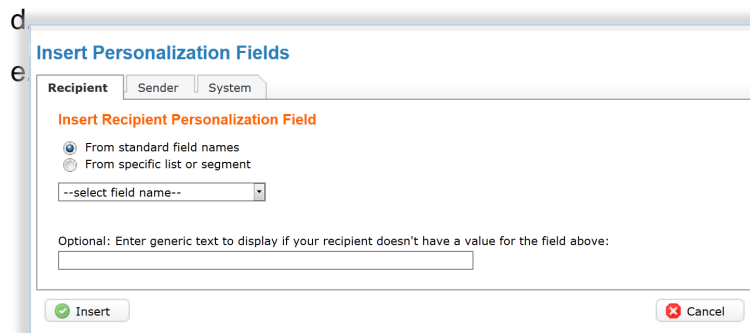 d.
Insert Personalization Fields
e.
Recipient Sender System
Insert Recipient Personalization Field
From standard field names
From specific list or segment
--select field name--
Optional: Enter generic text to display if your recipient doesn't have a value for the field above:
Insert Cancel